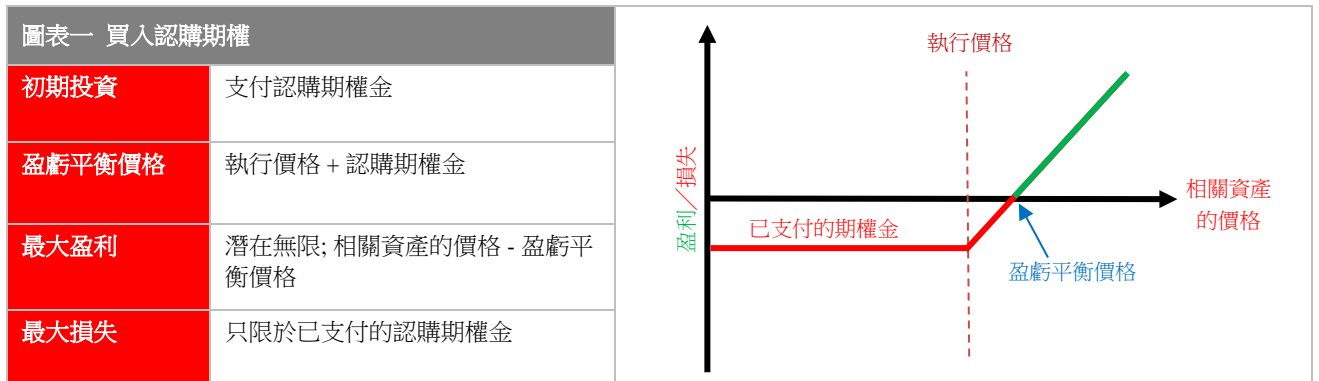 圖表一 買入認購期權
初期投資
支付認購期權金
盈虧平衡價格
執行價格 + 認購期權金
最大盈利
潛在無限; 相關資產的價格 - 盈虧平
衡價格
最大損失
只限於已支付的認購期權金
執行價格
盈利／損失
已支付的期權金
相關資產
的價格
盈虧平衡價格